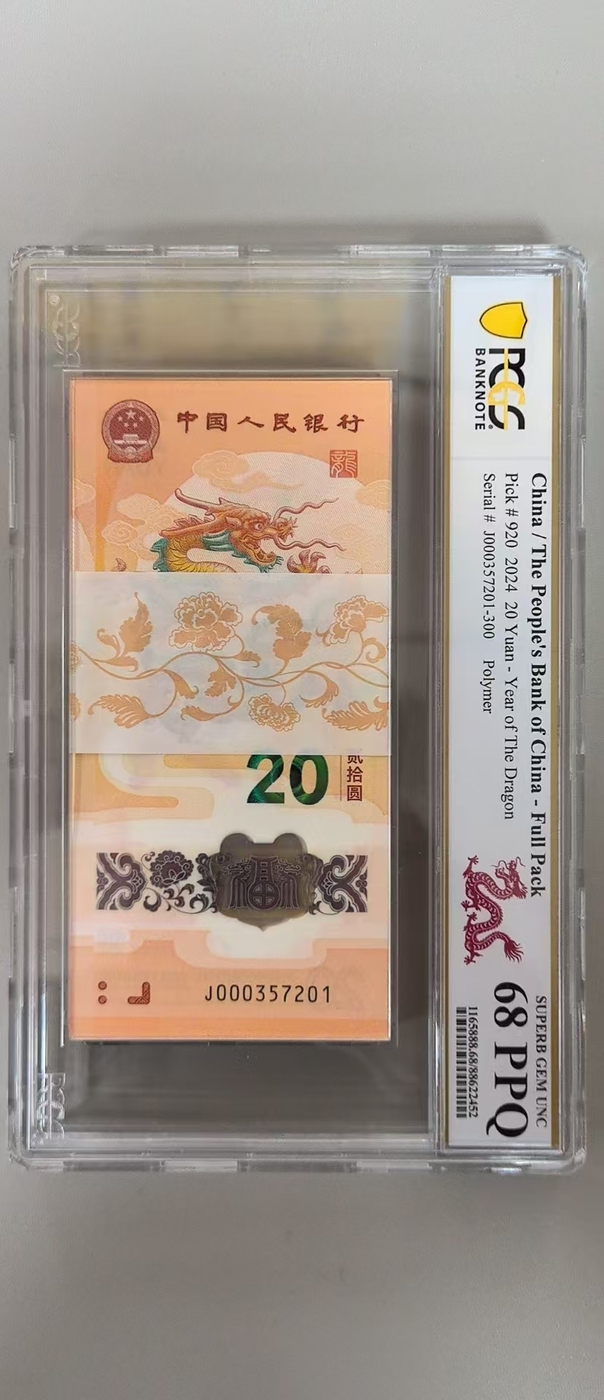 中国人民银行
龍
贰拾圆
20
福
J000357201
PCGS
BANKNOTE
China / The People's Bank of China - Full Pack
Pick # 920 2024 20 Yuan - Year of The Dragon
Serial # J000357201-300 Polymer
SUPERB GEM UNC
68 PPQ
1165888.68/88622452